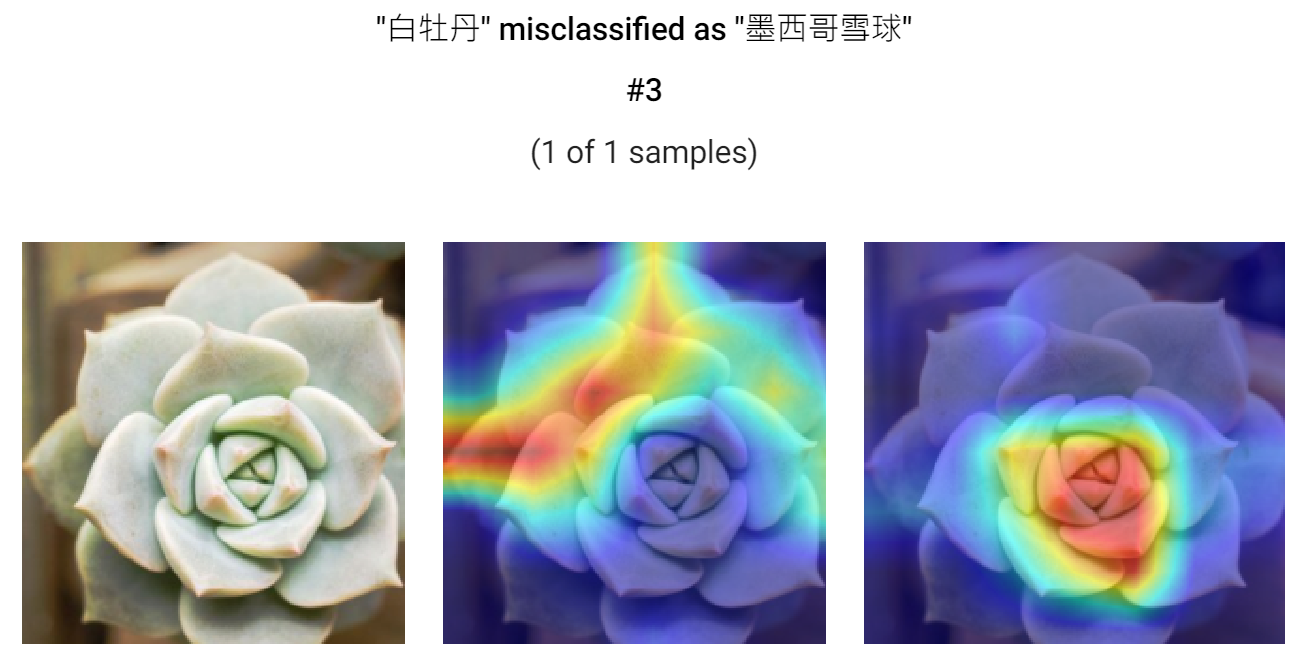 "白牡丹" misclassified as "墨西哥雪球"
#3
(1 of 1 samples)